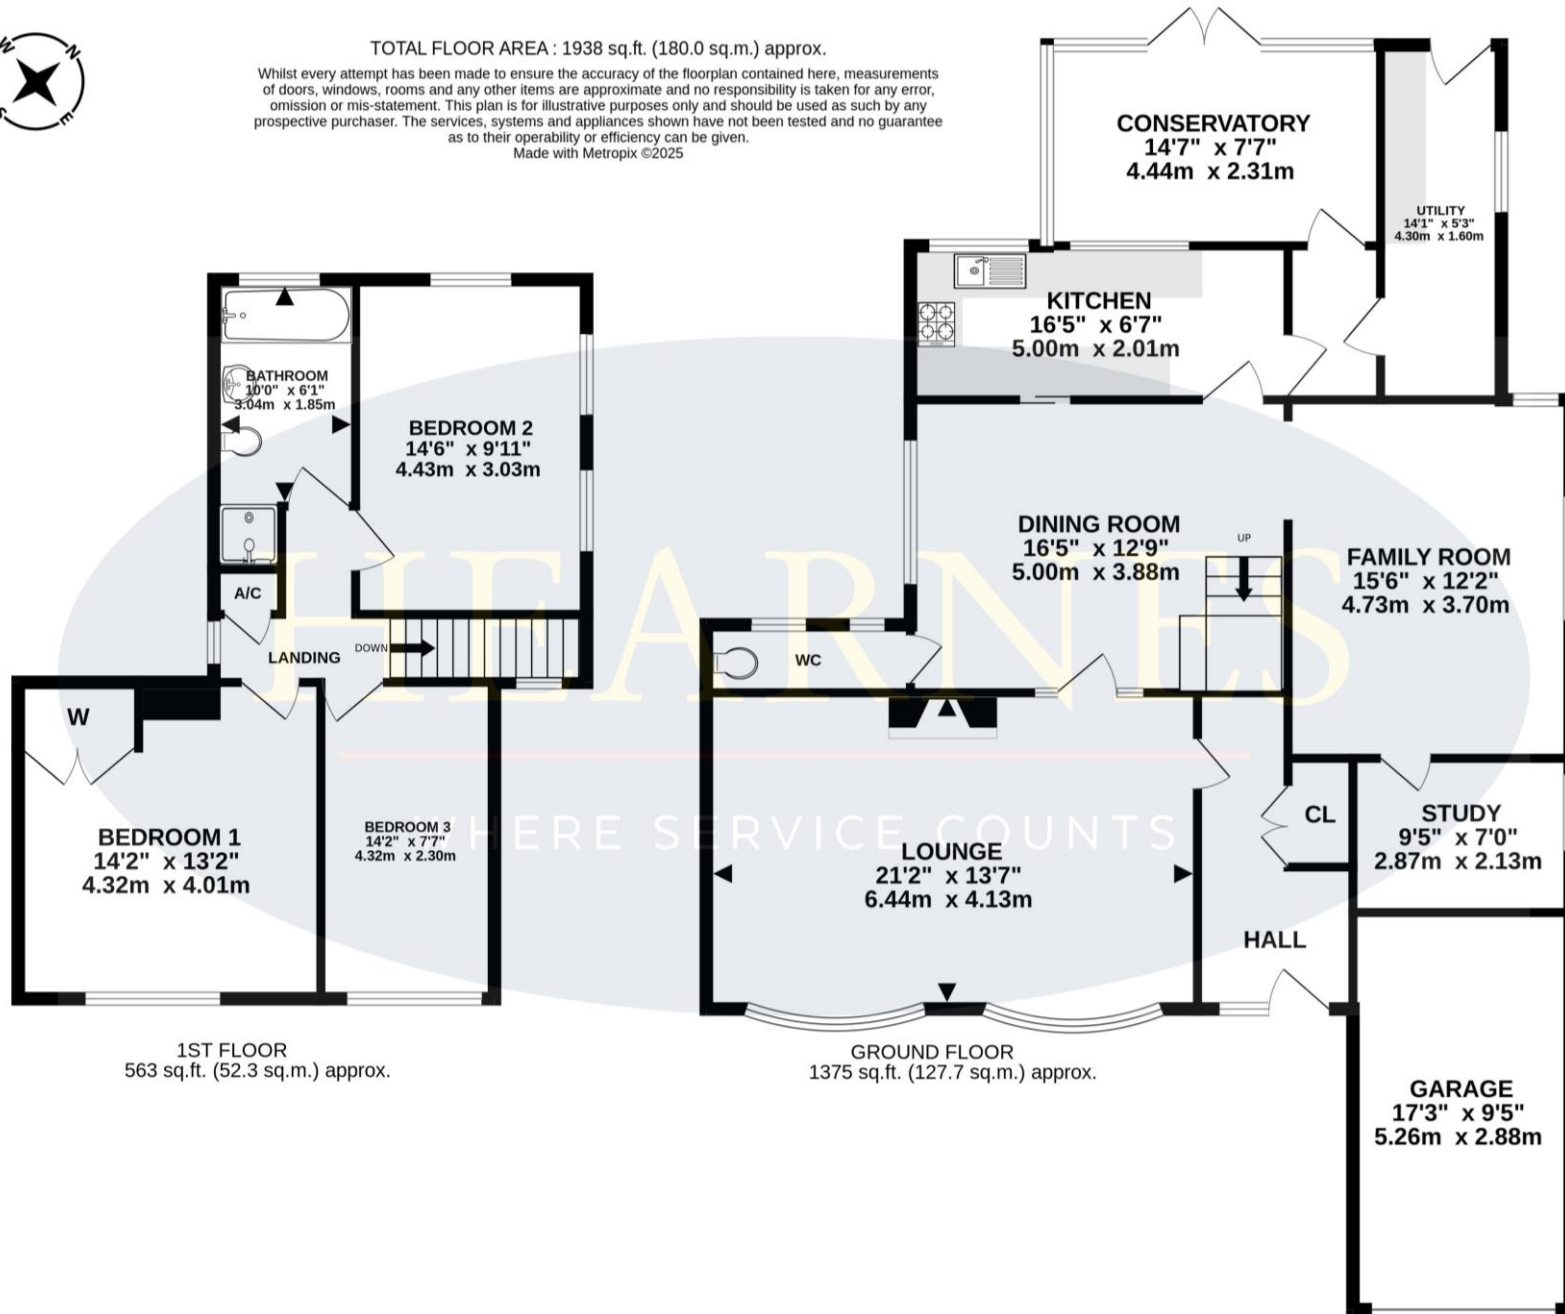 W
N
S
E
TOTAL FLOOR AREA : 1938 sq.ft. (180.0 sq.m.) approx.
Whilst every attempt has been made to ensure the accuracy of the floorplan contained here, measurements
of doors, windows, rooms and any other items are approximate and no responsibility is taken for any error,
omission or mis-statement. This plan is for illustrative purposes only and should be used as such by any
prospective purchaser. The services, systems and appliances shown have not been tested and no guarantee
as to their operability or efficiency can be given.
Made with Metropix ©2025
BATHROOM
10'0" x 6'1"
3.04m x 1.85m
BEDROOM 2
14'6" x 9'11"
4.43m x 3.03m
A/C
LANDING
DOWN
W
BEDROOM 1
14'2" x 13'2"
4.32m x 4.01m
BEDROOM 3
14'2" x 7'7"
4.32m x 2.30m
1ST FLOOR
563 sq.ft. (52.3 sq.m.) approx.
CONSERVATORY
14'7" x 7'7"
4.44m x 2.31m
UTILITY
14'1" x 5'3"
4.30m x 1.60m
KITCHEN
16'5" x 6'7"
5.00m x 2.01m
DINING ROOM
16'5" x 12'9"
5.00m x 3.88m
UP
FAMILY ROOM
15'6" x 12'2"
4.73m x 3.70m
WC
LOUNGE
21'2" x 13'7"
6.44m x 4.13m
CL
STUDY
9'5" x 7'0"
2.87m x 2.13m
HALL
GARAGE
17'3" x 9'5"
5.26m x 2.88m
GROUND FLOOR
1375 sq.ft. (127.7 sq.m.) approx.
HEARNES
WHERE SERVICE COUNTS